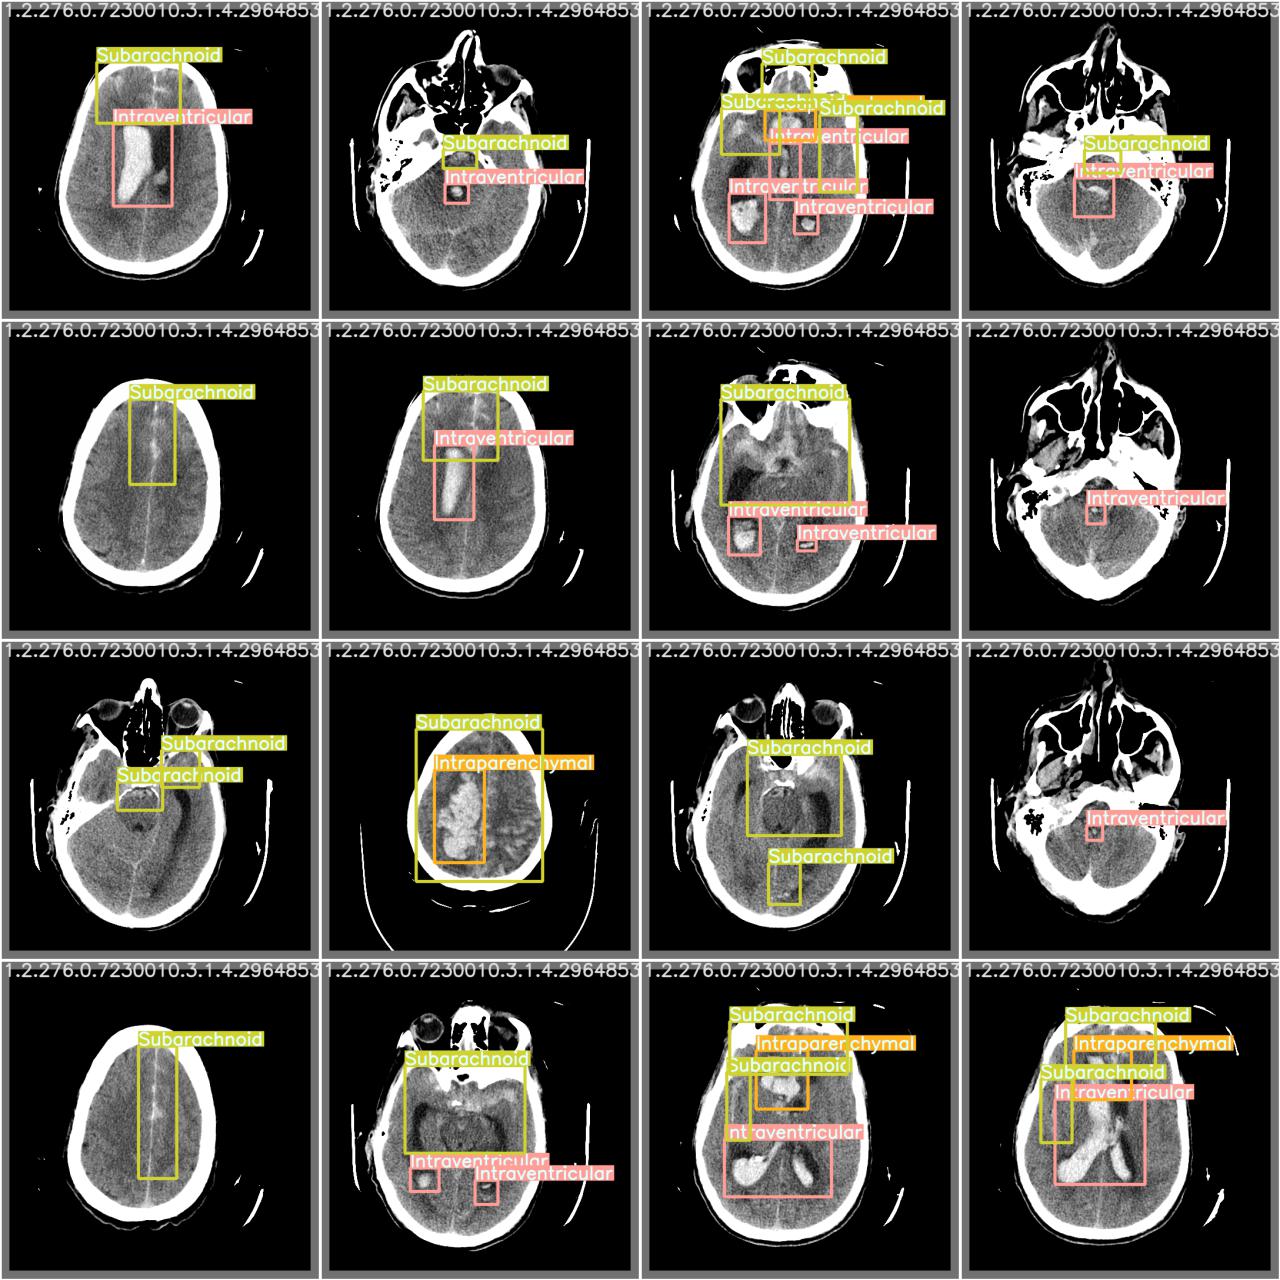 1.2.276.0.7230010.3.1.4.2964853
1.2.276.0.7230010.3.1.4.2964853
1.2.276.0.7230010.3.1.4.2964853
1.2.276.0.7230010.3.1.4.2964853
Subarachnoid
Intraventricular
Subarachnoid
Intraventricular
Subarachnoid
Subarachnoid
Subarachnoid
Intraventricular
Intraventricular
Intraventricular
Subarachnoid
Intraventricular
1.2.276.0.7230010.3.1.4.2964853
1.2.276.0.7230010.3.1.4.2964853
1.2.276.0.7230010.3.1.4.2964853
1.2.276.0.7230010.3.1.4.2964853
Subarachnoid
Subarachnoid
Intraventricular
Subarachnoid
Intraventricular
Intraventricular
Intraventricular
1.2.276.0.7230010.3.1.4.2964853
1.2.276.0.7230010.3.1.4.2964853
1.2.276.0.7230010.3.1.4.2964853
1.2.276.0.7230010.3.1.4.2964853
Subarachnoid
Subarachnoid
Subarachnoid
Intraparenchymal
Subarachnoid
Subarachnoid
Intraventricular
1.2.276.0.7230010.3.1.4.2964853
1.2.276.0.7230010.3.1.4.2964853
1.2.276.0.7230010.3.1.4.2964853
1.2.276.0.7230010.3.1.4.2964853
Subarachnoid
Subarachnoid
Intraventricular
Intraventricular
Subarachnoid
Intraparenchymal
Subarachnoid
ntraventricular
Subarachnoid
Intraparenchymal
Subarachnoid
Intraventricular